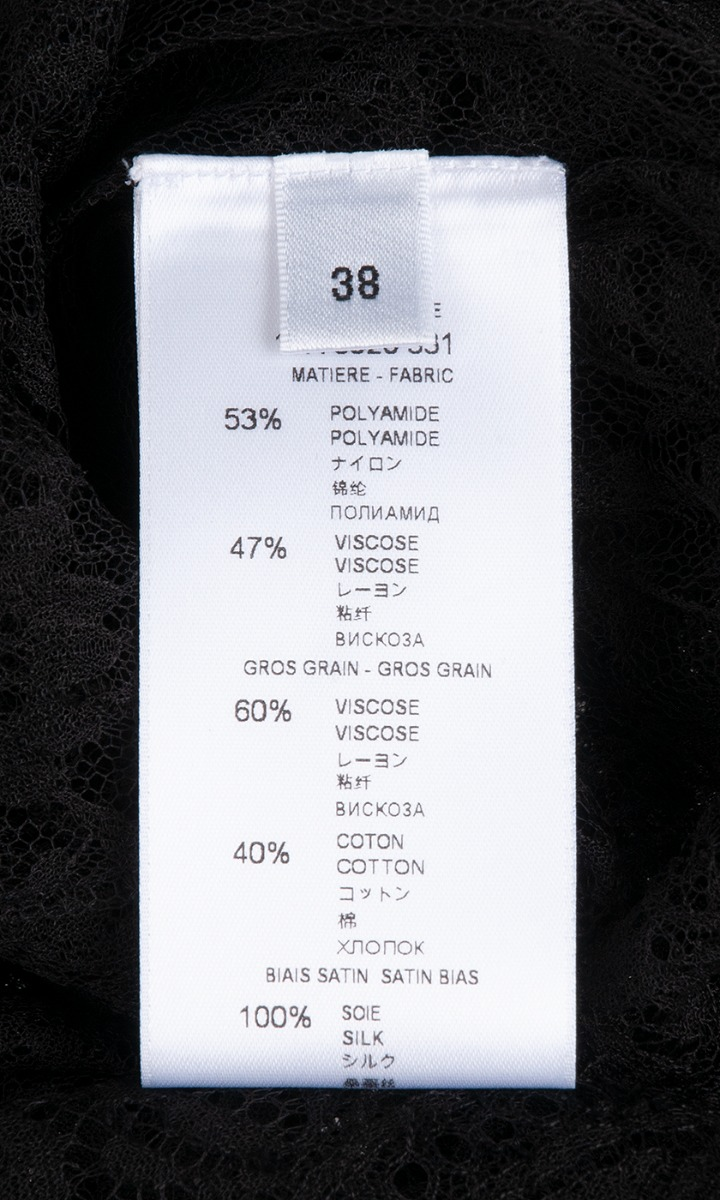 38
MATIERE - FABRIC
53% POLYAMIDE
POLYAMIDE
ナイロン
锦纶
ПОЛИАМИД
47% VISCOSE
VISCOSE
レーヨン
粘纤
ВИСКОЗА
GROS GRAIN - GROS GRAIN
60% VISCOSE
VISCOSE
レーヨン
粘纤
ВИСКОЗА
40% COTON
COTTON
コットン
棉
ХЛОПОК
BIAIS SATIN SATIN BIAS
100% SOIE
SILK
シルク